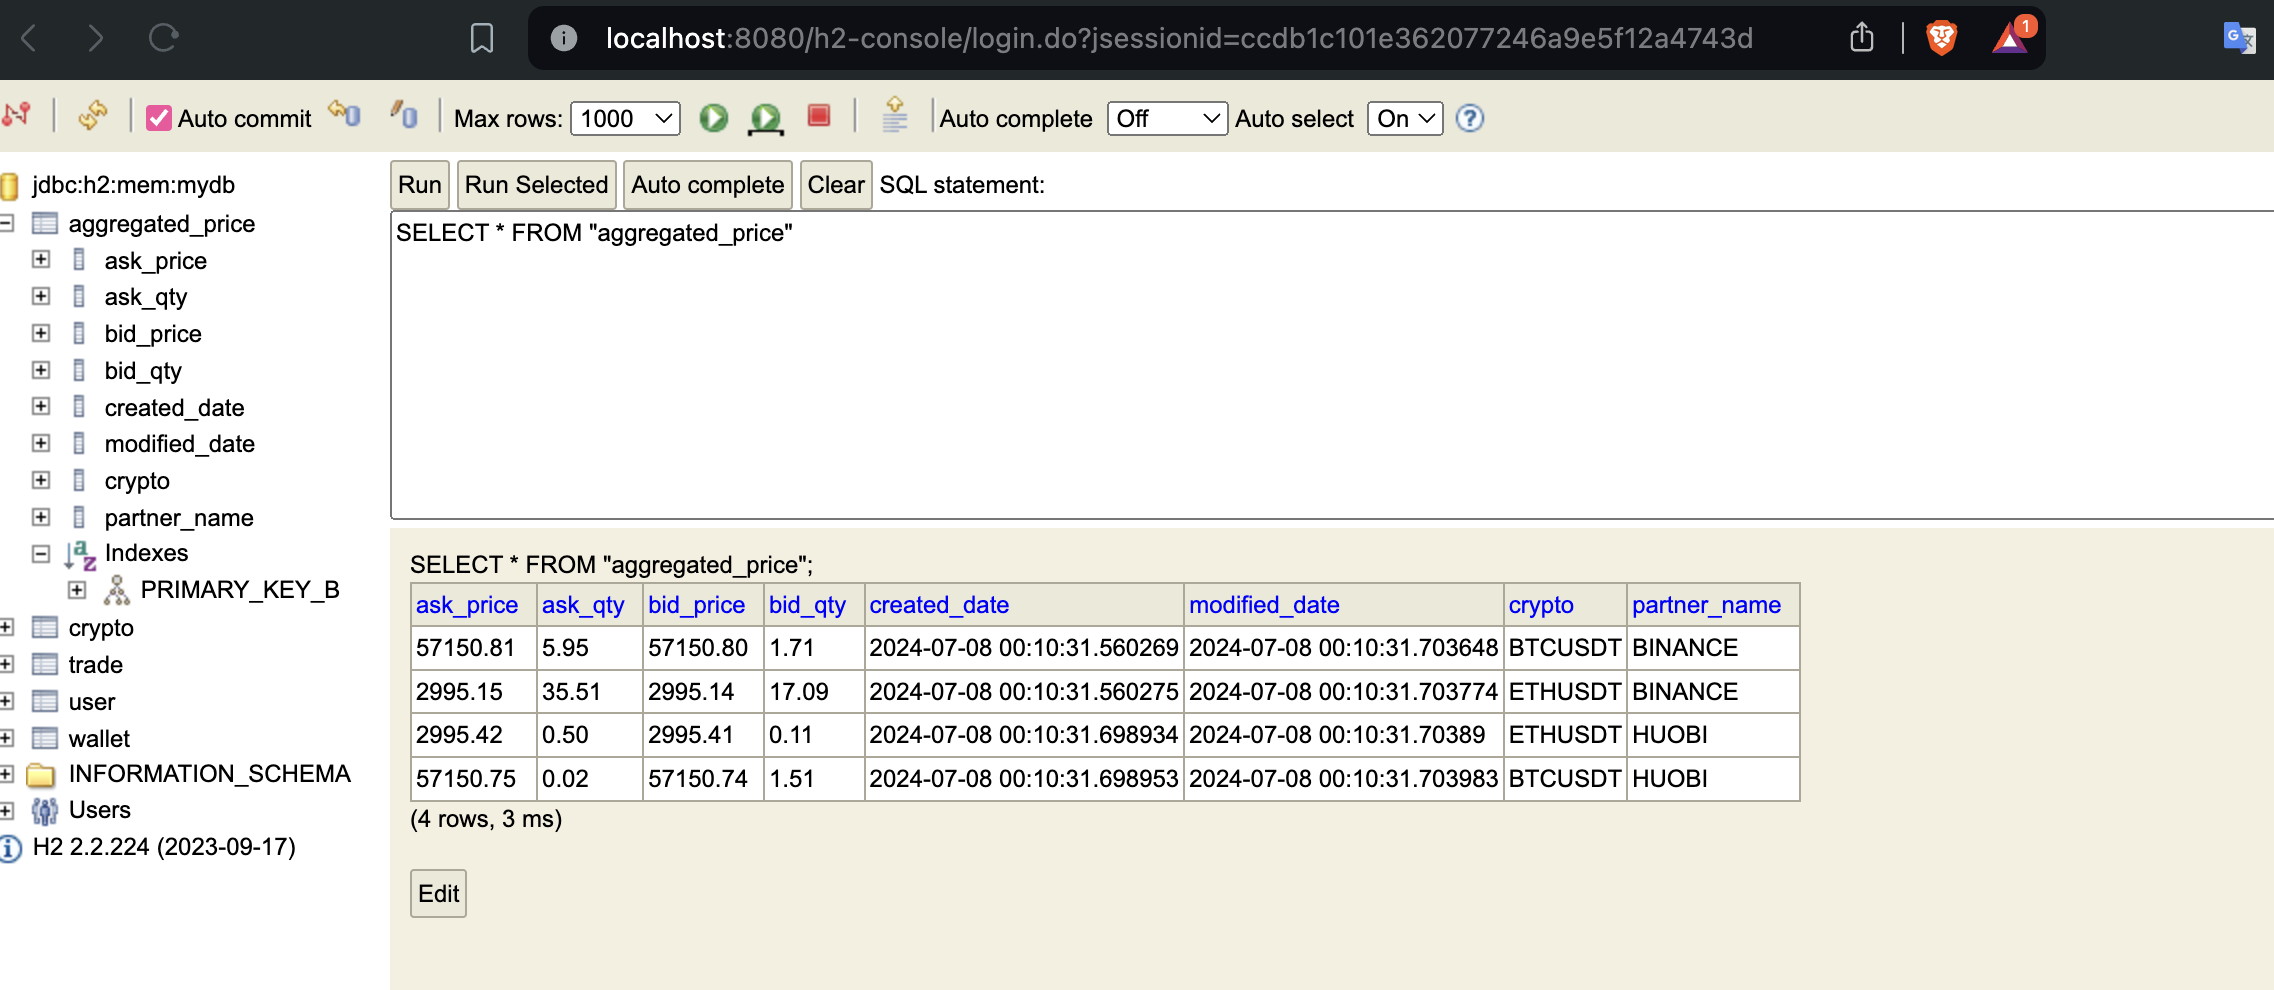 localhost:8080/h2-console/login.do?jsessionid=ccdb1c101e362077246a9e5f12a4743d
1
Auto commit Max rows: 1000 Auto complete Off Auto select On
jdbc:h2:mem:mydb
aggregated_price
ask_price
ask_qty
bid_price
bid_qty
created_date
modified_date
crypto
partner_name
Indexes
PRIMARY_KEY_B
crypto
trade
user
wallet
INFORMATION_SCHEMA
Users
H2 2.2.224 (2023-09-17)
Run Run Selected Auto complete Clear SQL statement:
SELECT * FROM "aggregated_price"
SELECT * FROM "aggregated_price";
ask_price ask_qty bid_price bid_qty created_date modified_date crypto partner_name
57150.81 5.95 57150.80 1.71 2024-07-08 00:10:31.560269 2024-07-08 00:10:31.703648 BTCUSDT BINANCE
2995.15 35.51 2995.14 17.09 2024-07-08 00:10:31.560275 2024-07-08 00:10:31.703774 ETHUSDT BINANCE
2995.42 0.50 2995.41 0.11 2024-07-08 00:10:31.698934 2024-07-08 00:10:31.70389 ETHUSDT HUOBI
57150.75 0.02 57150.74 1.51 2024-07-08 00:10:31.698953 2024-07-08 00:10:31.703983 BTCUSDT HUOBI
(4 rows, 3 ms)
Edit